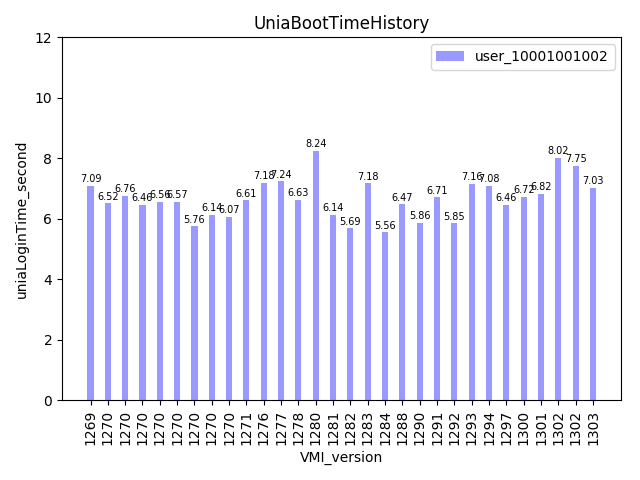 UniaBootTimeHistory
user_10001001002
uniaLoginTime_second
12
10
8
6
4
2
0
7.09 6.52 6.76 6.46 6.56 6.57 5.76 6.14 6.07 6.61 7.18 7.24 6.63 8.24 6.14 5.69 7.18 5.56 6.47 5.86 6.71 5.85 7.16 7.08 6.46 6.72 6.82 8.02 7.75 7.03
1269 1270 1270 1270 1270 1270 1270 1270 1270 1271 1276 1277 1278 1280 1281 1282 1283 1284 1288 1290 1291 1292 1293 1294 1297 1300 1301 1302 1302 1303
VMI_version